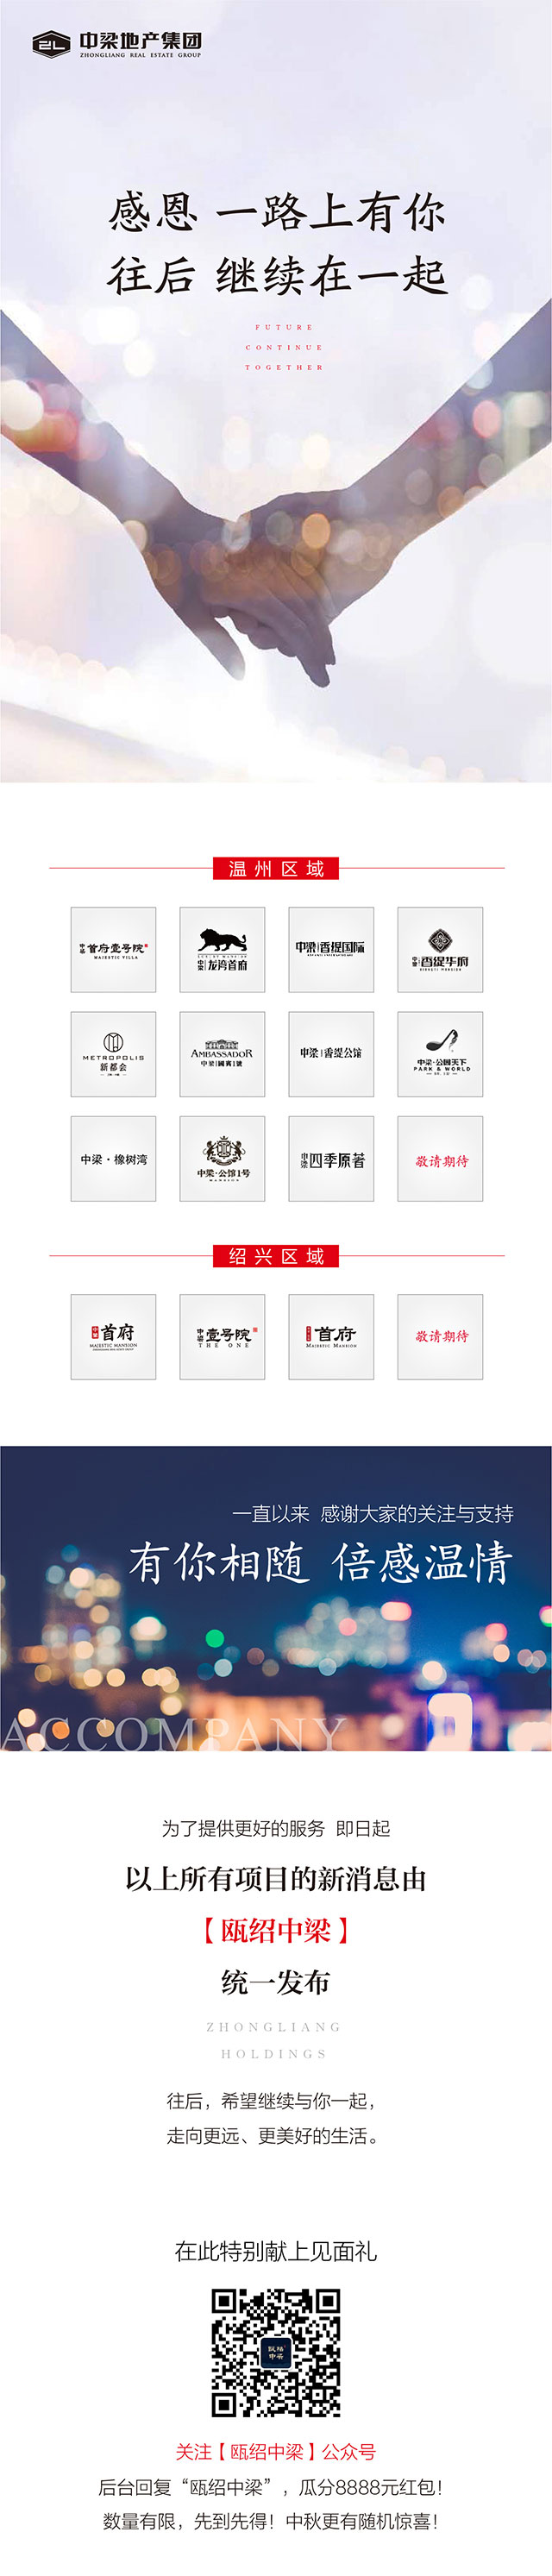 中梁地产集团
ZHONGLIANG REAL ESTATE GROUP
感恩 一路上有你
往后 继续在一起
FUTURE
CONTINUE
TOGETHER
温州区域
中梁 首府壹号院
MAJESTIC VILLA
中梁 龙湾首府
中梁 香缇国际
中梁 香缇华府
METROPOLIS
新都会
AMBASSADOR
中梁 國賓1號
中梁 香缇公馆
中梁·公园天下
PARK & WORLD
中梁·橡树湾
中梁·公馆1号
MANSION
中梁 四季原著
敬请期待
绍兴区域
中梁 首府
MAJESTIC MANSION
中梁 壹号院
THE ONE
首府
MAJESTIC MANSION
敬请期待
一直以来 感谢大家的关注与支持
有你相随 倍感温情
ACCOMPANY
为了提供更好的服务 即日起
以上所有项目的新消息由
【瓯绍中梁】
统一发布
ZHONGLIANG
HOLDINGS
往后，希望继续与你一起，
走向更远、更美好的生活。
在此特别献上见面礼
瓯绍
中梁
关注【瓯绍中梁】公众号
后台回复“瓯绍中梁”，瓜分8888元红包！
数量有限，先到先得！中秋更有随机惊喜！